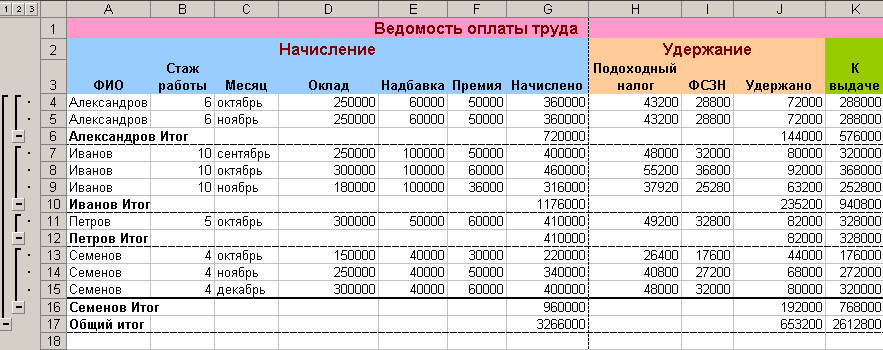 1 2 3 A B C D E F G H I J K
1 Ведомость оплаты труда
2 Начисление Удержание
3 ФИО Стаж работы Месяц Оклад Надбавка Премия Начислено Подоходный налог ФСЗН Удержано К выдаче
4 Александров 6 октябрь 250000 60000 50000 360000 43200 28800 72000 288000
5 Александров 6 ноябрь 250000 60000 50000 360000 43200 28800 72000 288000
6 Александров Итог 720000 144000 576000
7 Иванов 10 сентябрь 250000 100000 50000 400000 48000 32000 80000 320000
8 Иванов 10 октябрь 300000 100000 60000 460000 55200 36800 92000 368000
9 Иванов 10 ноябрь 180000 100000 36000 316000 37920 25280 63200 252800
10 Иванов Итог 1176000 235200 940800
11 Петров 5 октябрь 300000 50000 60000 410000 49200 32800 82000 328000
12 Петров Итог 410000 82000 328000
13 Семенов 4 октябрь 150000 40000 30000 220000 26400 17600 44000 176000
14 Семенов 4 ноябрь 250000 40000 50000 340000 40800 27200 68000 272000
15 Семенов 4 декабрь 300000 40000 60000 400000 48000 32000 80000 320000
16 Семенов Итог 960000 192000 768000
17 Общий итог 3266000 653200 2612800
18